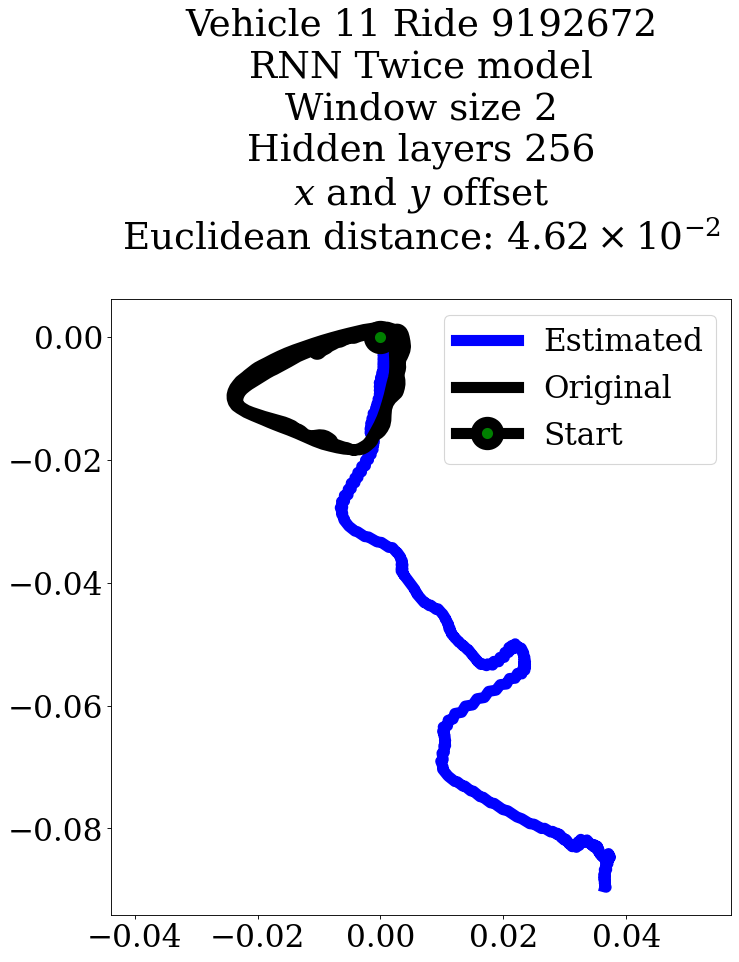 Vehicle 11 Ride 9192672
RNN Twice model
Window size 2
Hidden layers 256
x and y offset
Euclidean distance: 4.62 × 10⁻²
Estimated
Original
Start
0.00
−0.02
−0.04
−0.06
−0.08
−0.04 −0.02 0.00 0.02 0.04